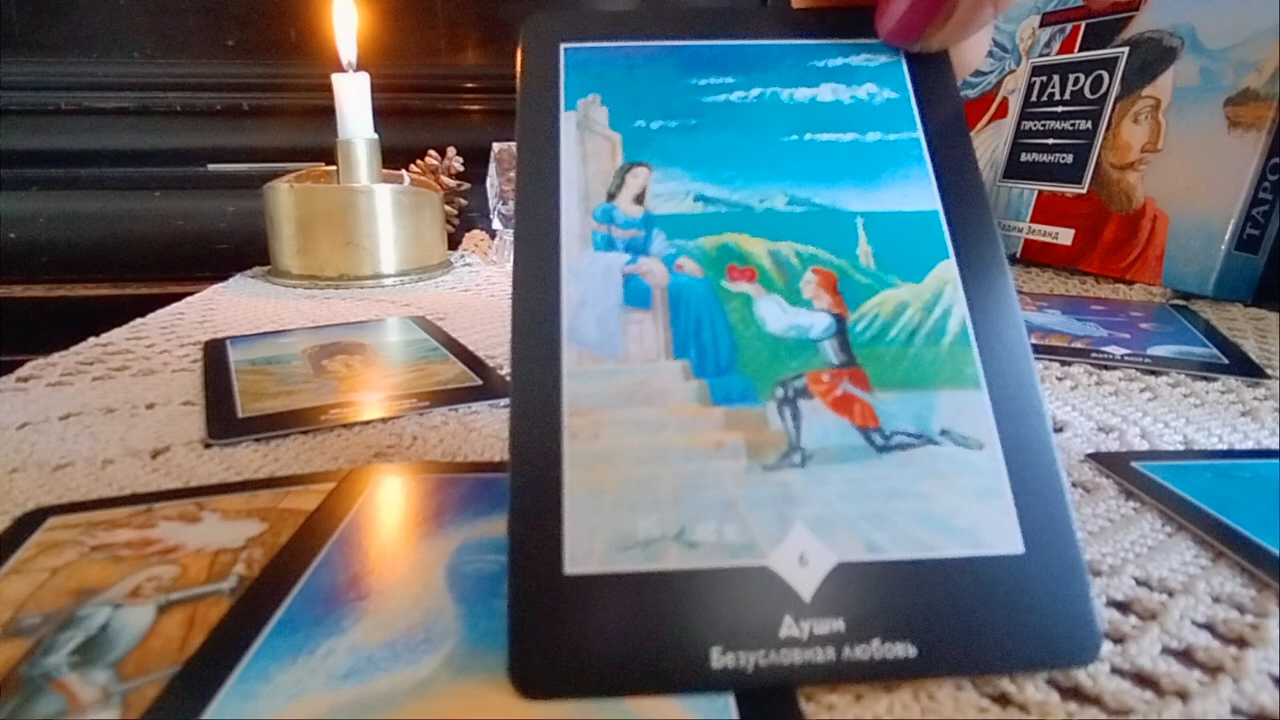 ТАРО
ПРОСТРАНСТВА
ВАРИАНТОВ
Вадим Зеланд
ТАРО
6
Души
Безусловная любовь